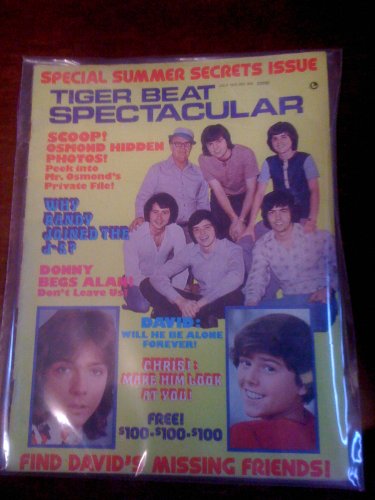 SPECIAL SUMMER SECRETS ISSUE
TIGER BEAT
SPECTACULAR
SCOOP!
OSMOND HIDDEN
PHOTOS!
Peek into
Mr. Osmond's
Private File!
WHY
RANDY
JOINED THE
J-5?
DONNY
BEGS ALAN:
Don't Leave Us!
DAVID:
WILL HE BE ALONE
FOREVER!
CHRIS:
MAKE HIM LOOK
AT YOU!
FREE!
$100-$100-$100
FIND DAVID'S MISSING FRIENDS!